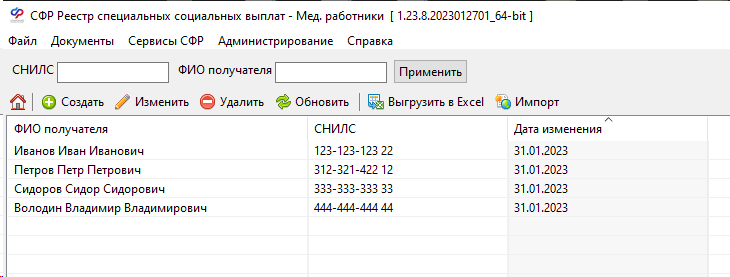 СФР Реестр специальных социальных выплат - Мед. работники [ 1.23.8.2023012701_64-bit ]
Файл Документы Сервисы СФР Администрирование Справка
СНИЛС ФИО получателя Применить
Создать Изменить Удалить Обновить Выгрузить в Excel Импорт
ФИО получателя СНИЛС Дата изменения
Иванов Иван Иванович 123-123-123 22 31.01.2023
Петров Петр Петрович 312-321-422 12 31.01.2023
Сидоров Сидор Сидорович 333-333-333 33 31.01.2023
Володин Владимир Владимирович 444-444-444 44 31.01.2023